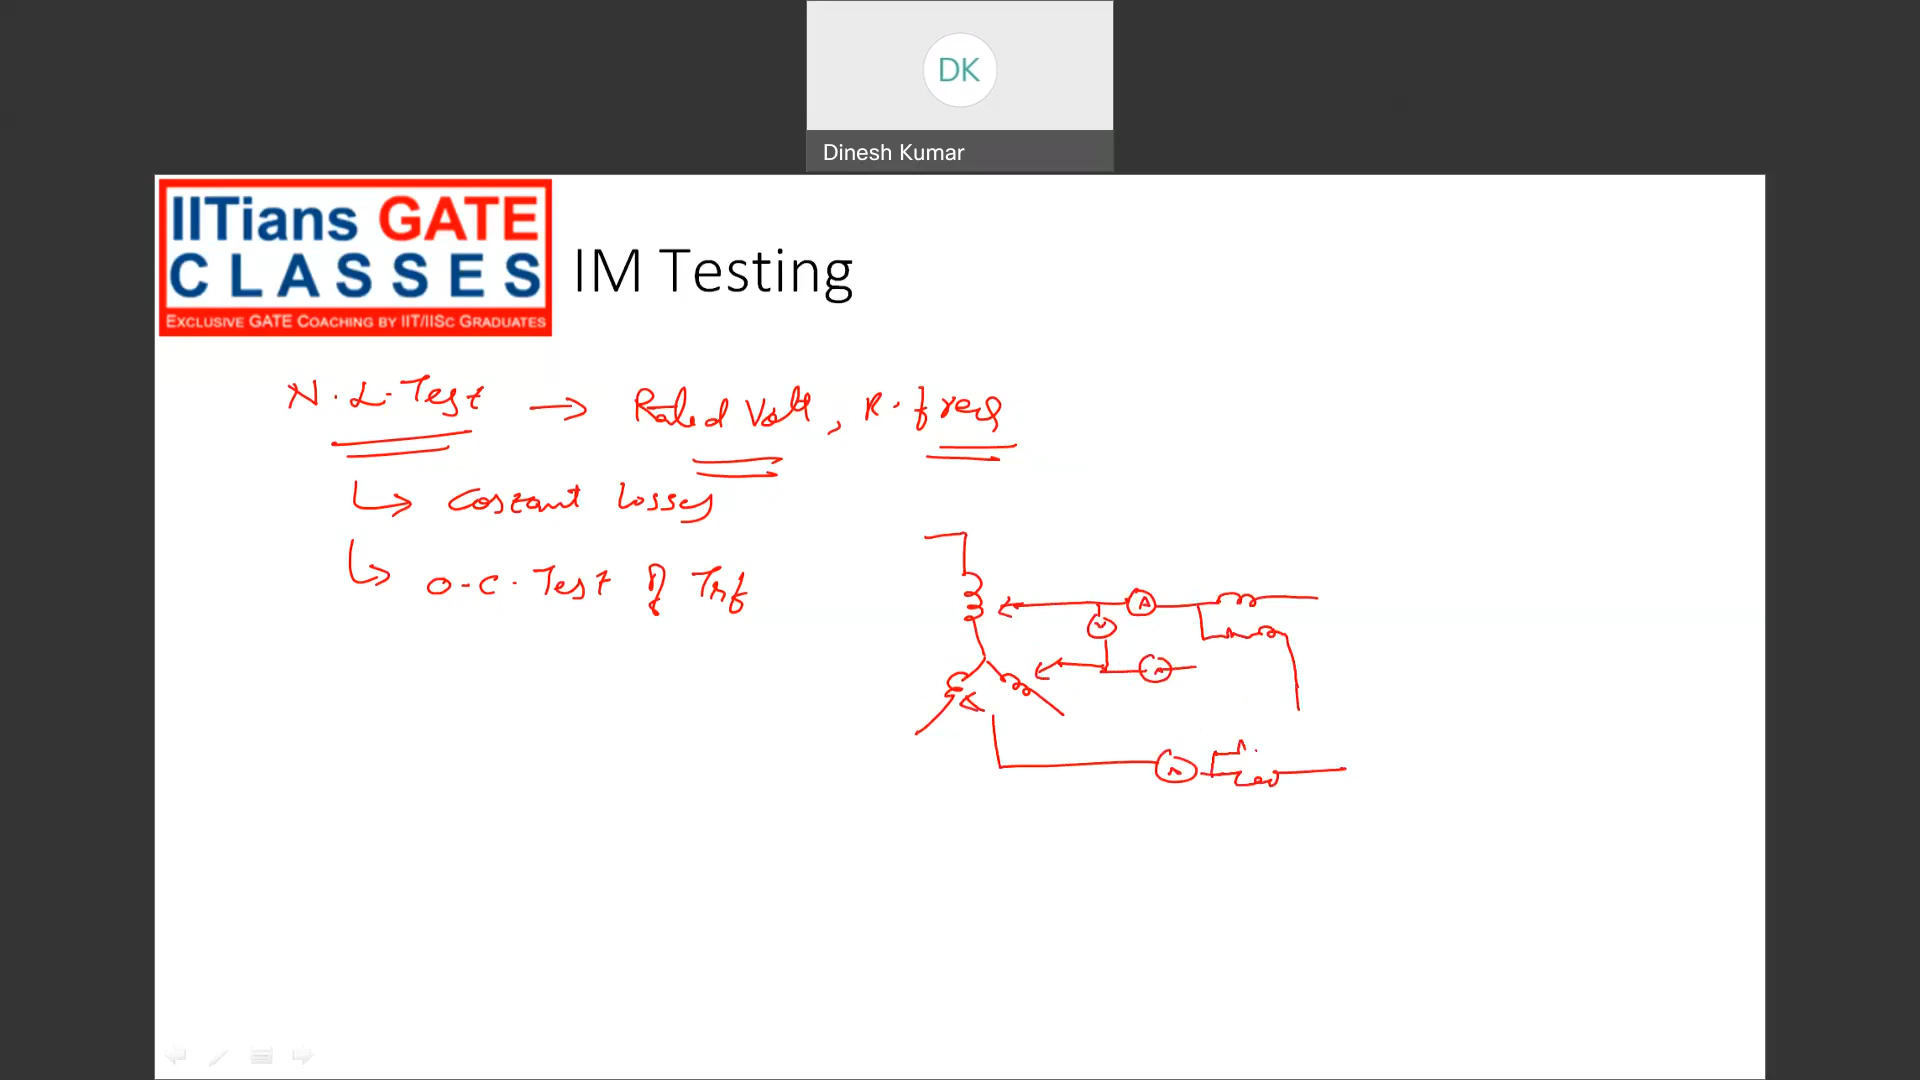 DK
Dinesh Kumar
IITians GATE
CLASSES
EXCLUSIVE GATE COACHING BY IIT/IISC GRADUATES
IM Testing
N.L.Test → Rated Volt, R.freq
↳ Costant Losses
↳ O-C.Test of Trf
A
V
A
A